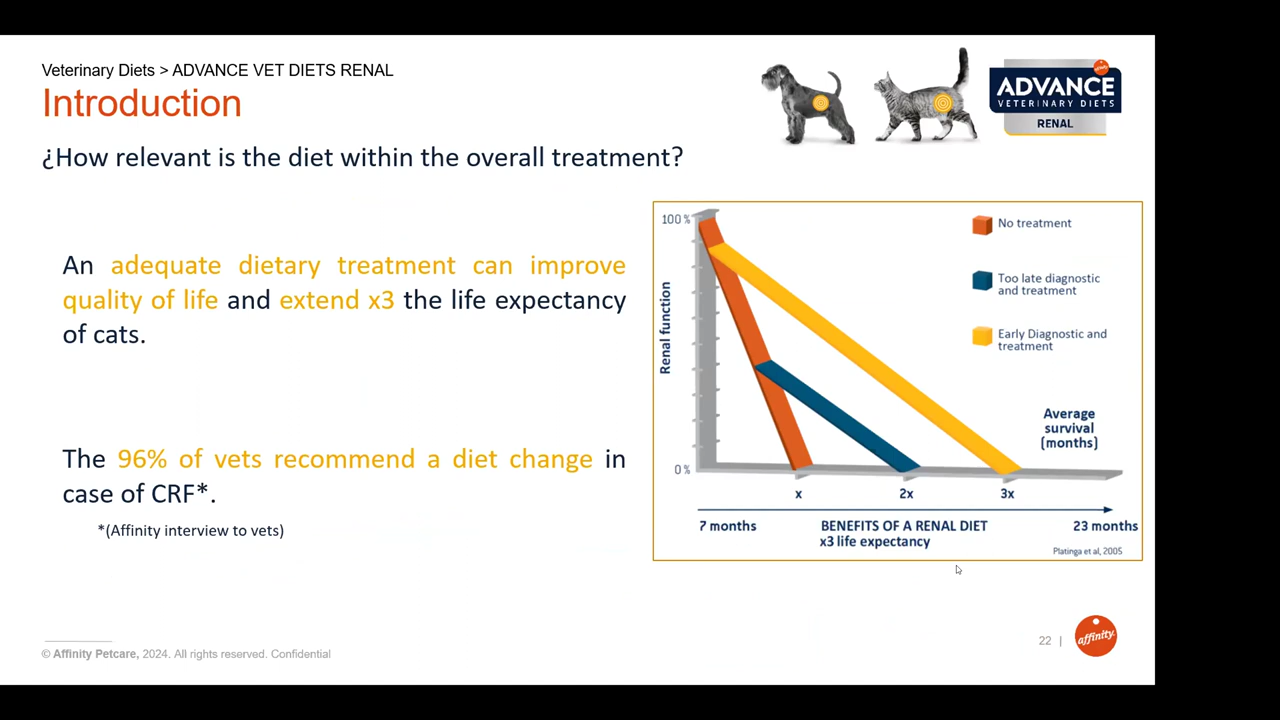 Veterinary Diets > ADVANCE VET DIETS RENAL
Introduction
¿How relevant is the diet within the overall treatment?
affinity
ADVANCE
VETERINARY DIETS
RENAL
An adequate dietary treatment can improve
quality of life and extend x3 the life expectancy
of cats.
The 96% of vets recommend a diet change in
case of CRF*.
*(Affinity interview to vets)
100%
Renal function
0%
No treatment
Too late diagnostic
and treatment
Early Diagnostic and
treatment
Average
survival
(months)
x
2x
3x
7 months
BENEFITS OF A RENAL DIET
x3 life expectancy
23 months
Platinga et al, 2005
© Affinity Petcare, 2024. All rights reserved. Confidential
22 |
affinity